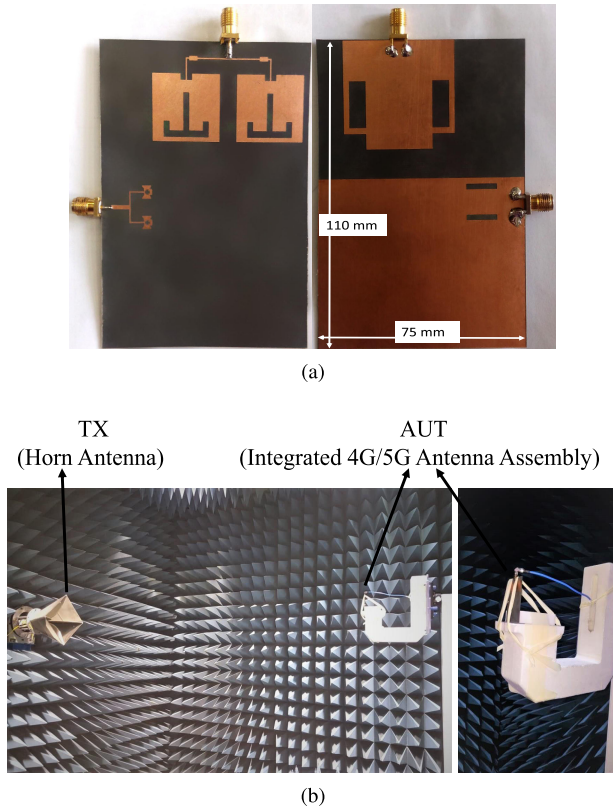 110 mm
75 mm
(a)
TX
(Horn Antenna)
AUT
(Integrated 4G/5G Antenna Assembly)
(b)